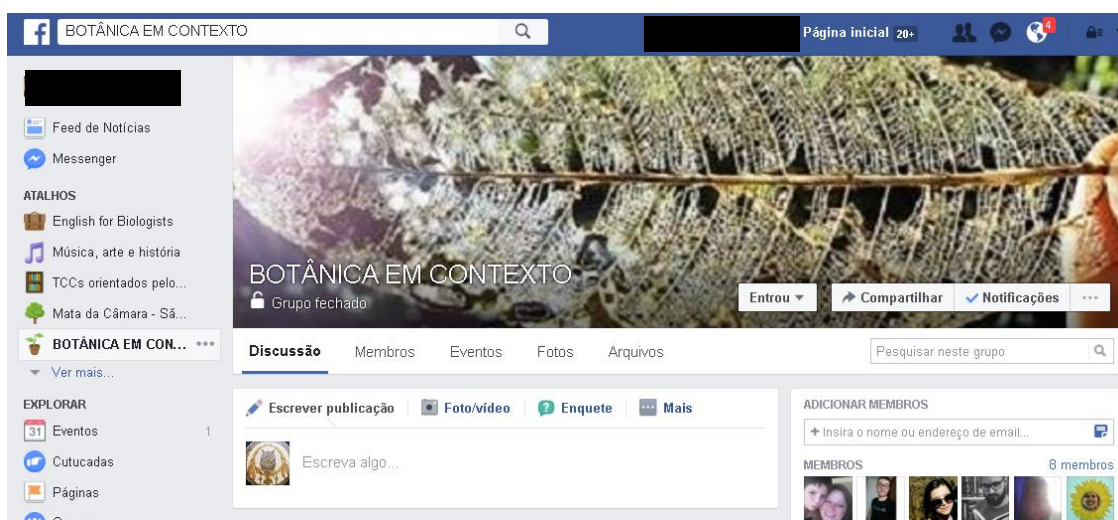 BOTÂNICA EM CONTEXTO
Página inicial 20+
4
Feed de Notícias
Messenger
ATALHOS
English for Biologists
Música, arte e história
TCCs orientados pelo...
Mata da Câmara - Sã...
BOTÂNICA EM CON...
Ver mais...
EXPLORAR
31 Eventos 1
Cutucadas
Páginas
BOTÂNICA EM CONTEXTO
Grupo fechado
Entrou
Compartilhar
Notificações
Discussão Membros Eventos Fotos Arquivos
Pesquisar neste grupo
Escrever publicação Foto/vídeo Enquete Mais
Escreva algo...
ADICIONAR MEMBROS
+ Insira o nome ou endereço de email...
MEMBROS 8 membros